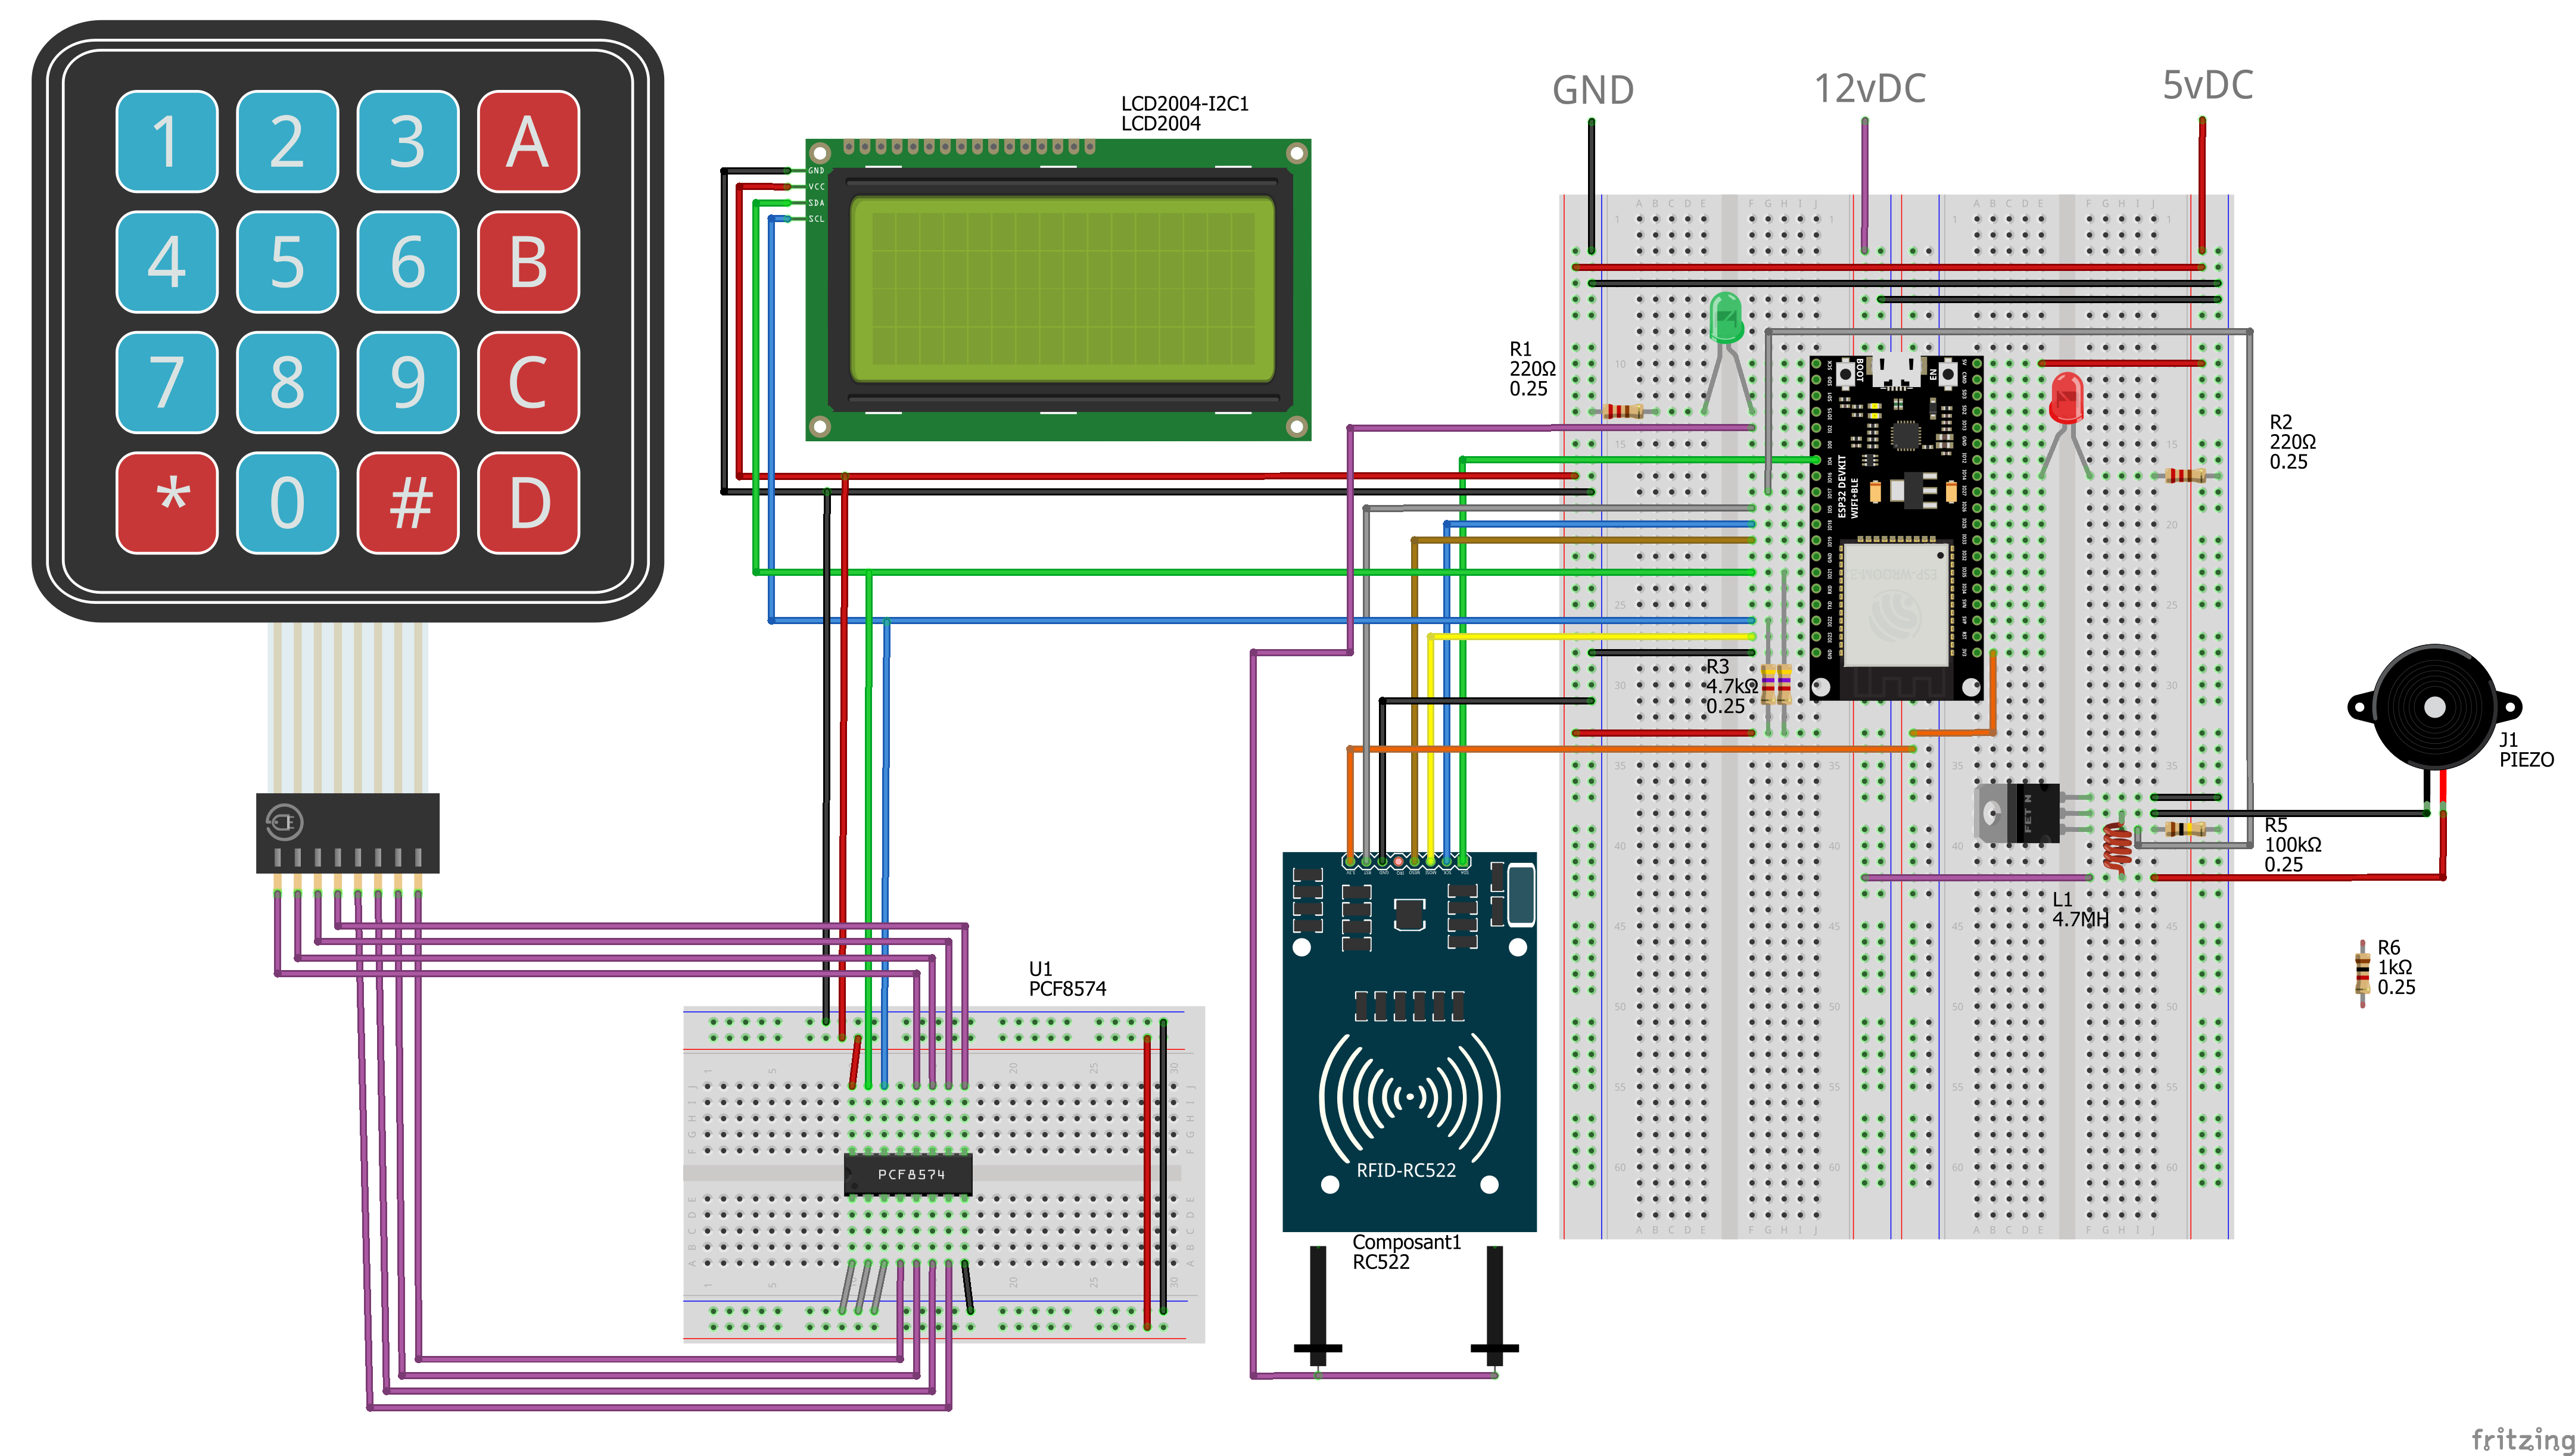 1 2 3 A
4 5 6 B
7 8 9 C
* 0 # D
LCD2004-I2C1
LCD2004
GND
VCC
SDA
SCL
GND
12vDC
5vDC
R1
220Ω
0.25
R2
220Ω
0.25
BOOT
EN
ESP32 DEVKIT
WIFI+BLE
R3
4.7kΩ
0.25
J1
PIEZO
FET N
R5
100kΩ
0.25
L1
4.7MH
R6
1kΩ
0.25
U1
PCF8574
PCF8574
RFID-RC522
Composant1
RC522
fritzing